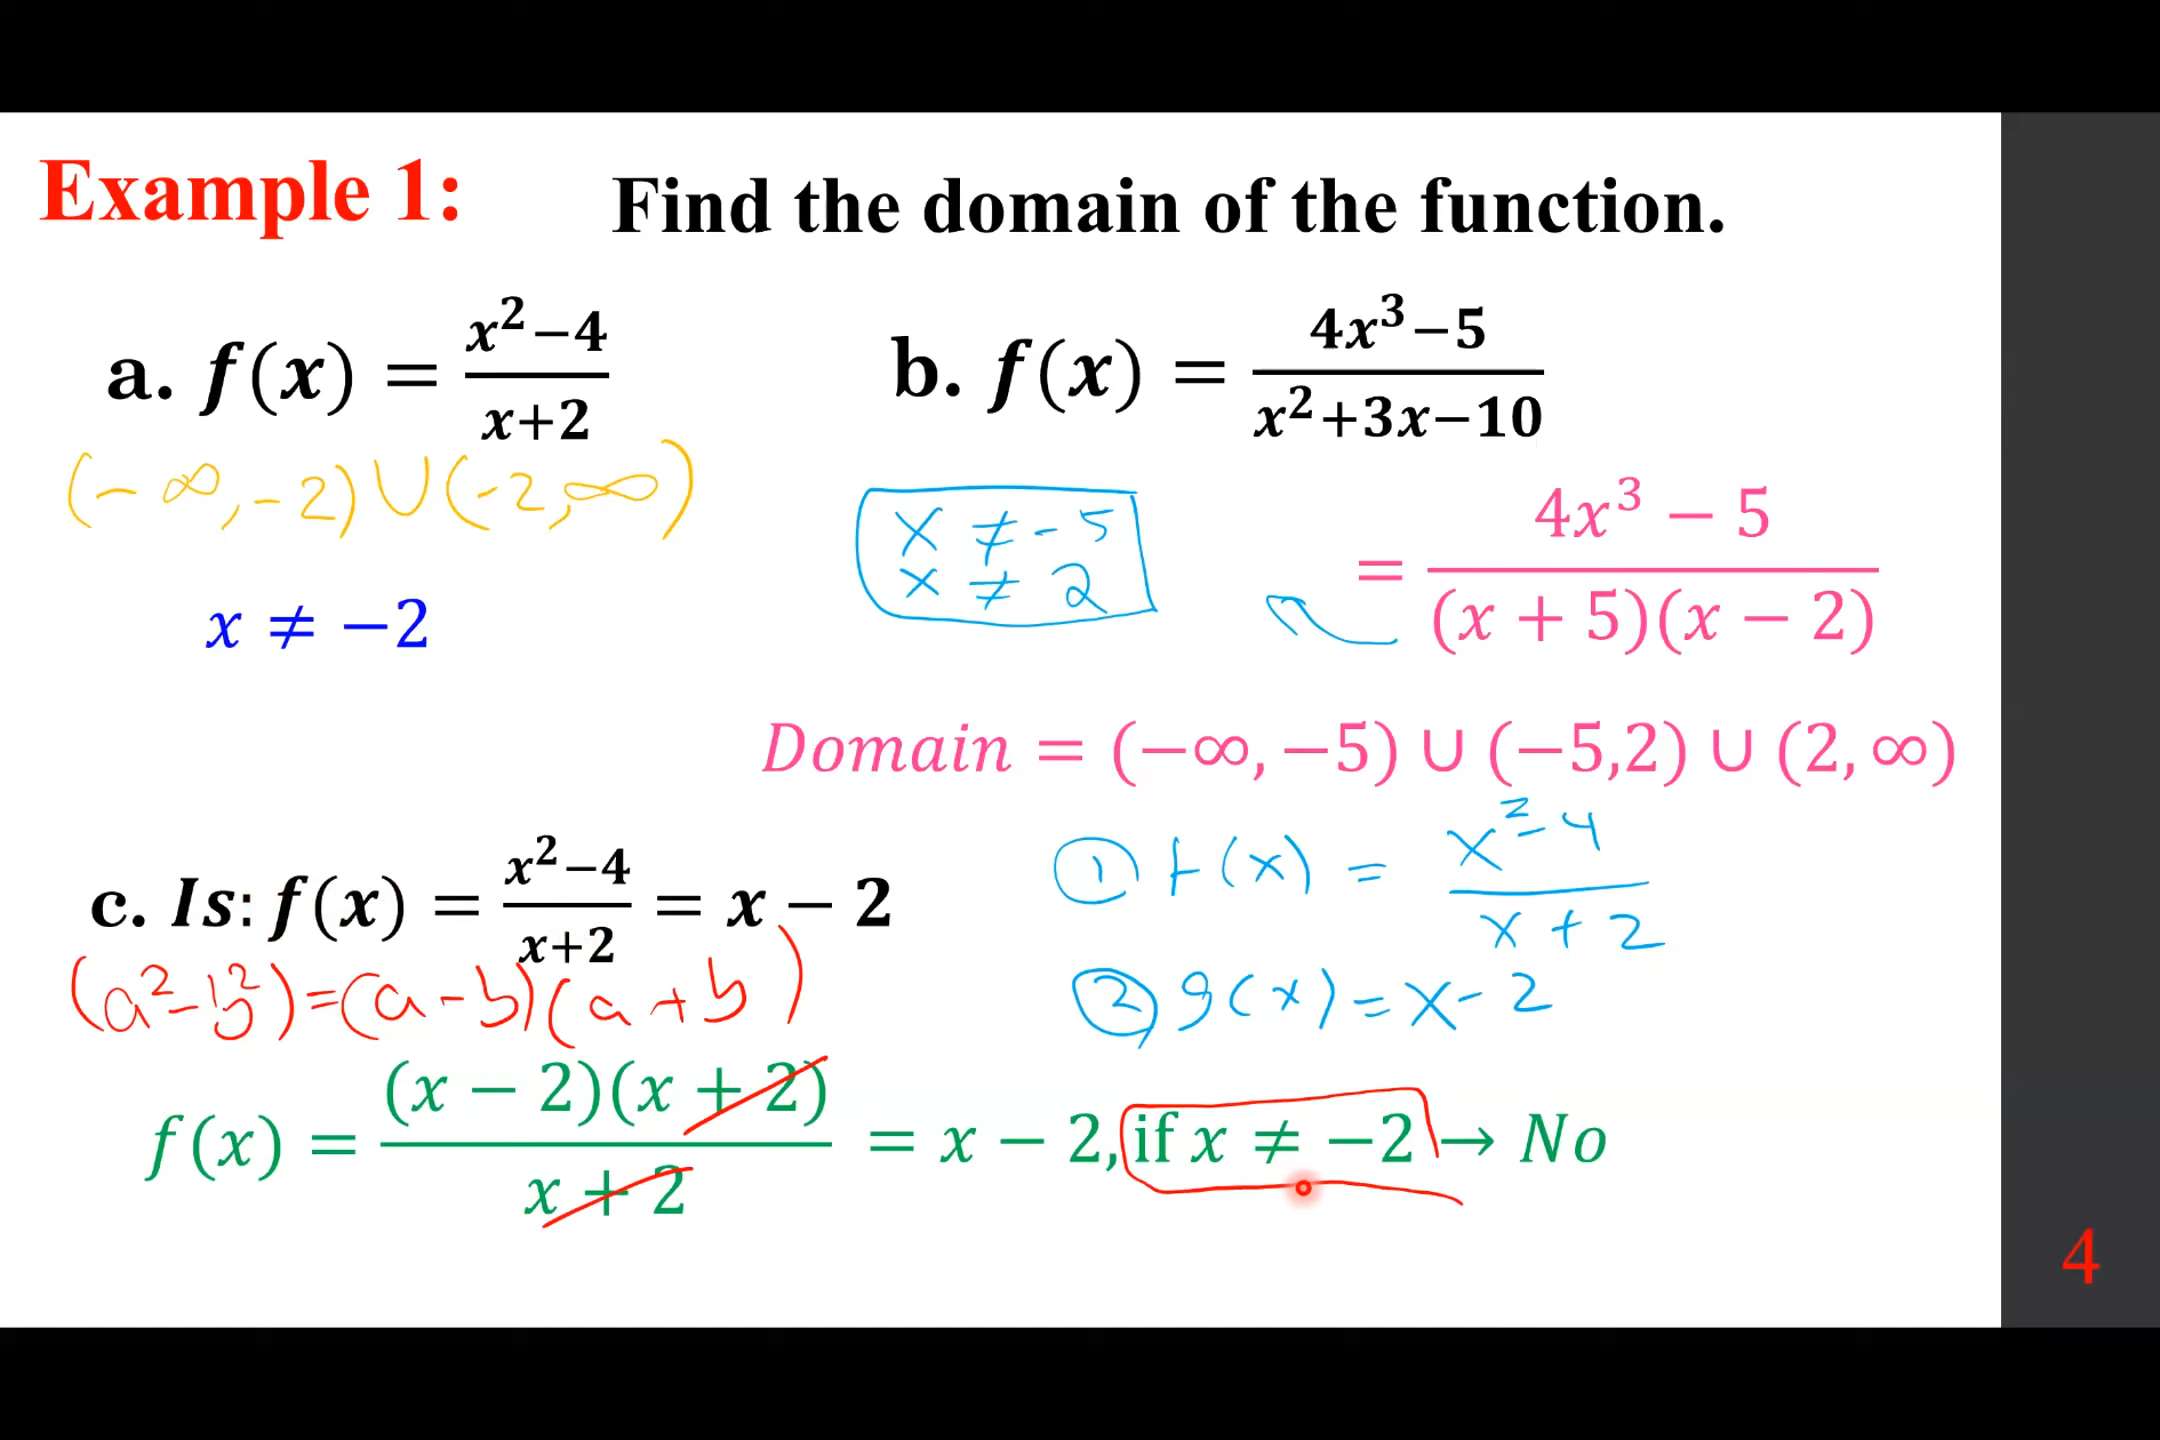 Example 1: Find the domain of the function.
a. f(x) = (x²−4)/(x+2)
b. f(x) = (4x³−5)/(x²+3x−10)
(-∞,-2)∪(-2,∞)
x ≠ −2
x ≠ -5
x ≠ 2
= (4x³ − 5)/((x + 5)(x − 2))
Domain = (−∞, −5) ∪ (−5,2) ∪ (2, ∞)
c. Is: f(x) = (x²−4)/(x+2) = x − 2
(a²-b²)=(a-b)(a+b)
① f(x) = (x²-4)/(x+2)
② g(x)=x-2
f(x) = ((x − 2)(x + 2))/(x + 2) = x − 2, if x ≠ −2 → No
4